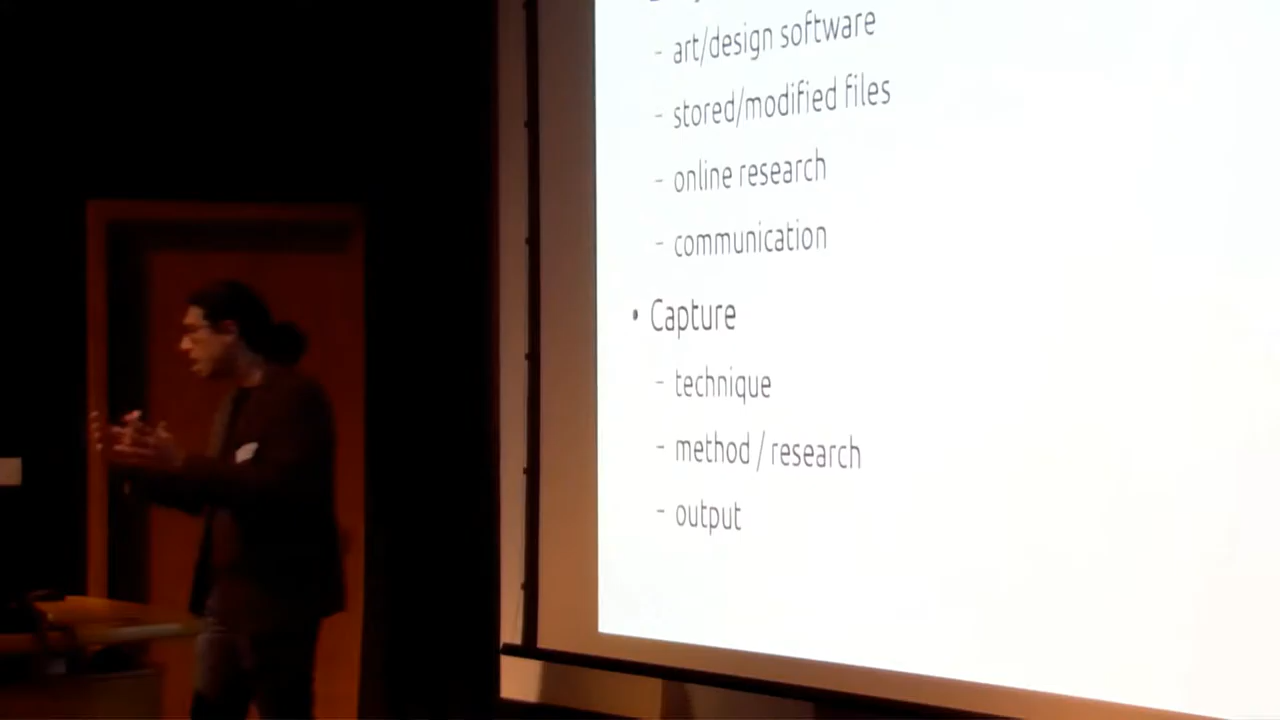 - art/design software
- stored/modified files
- online research
- communication
• Capture
- technique
- method / research
- output